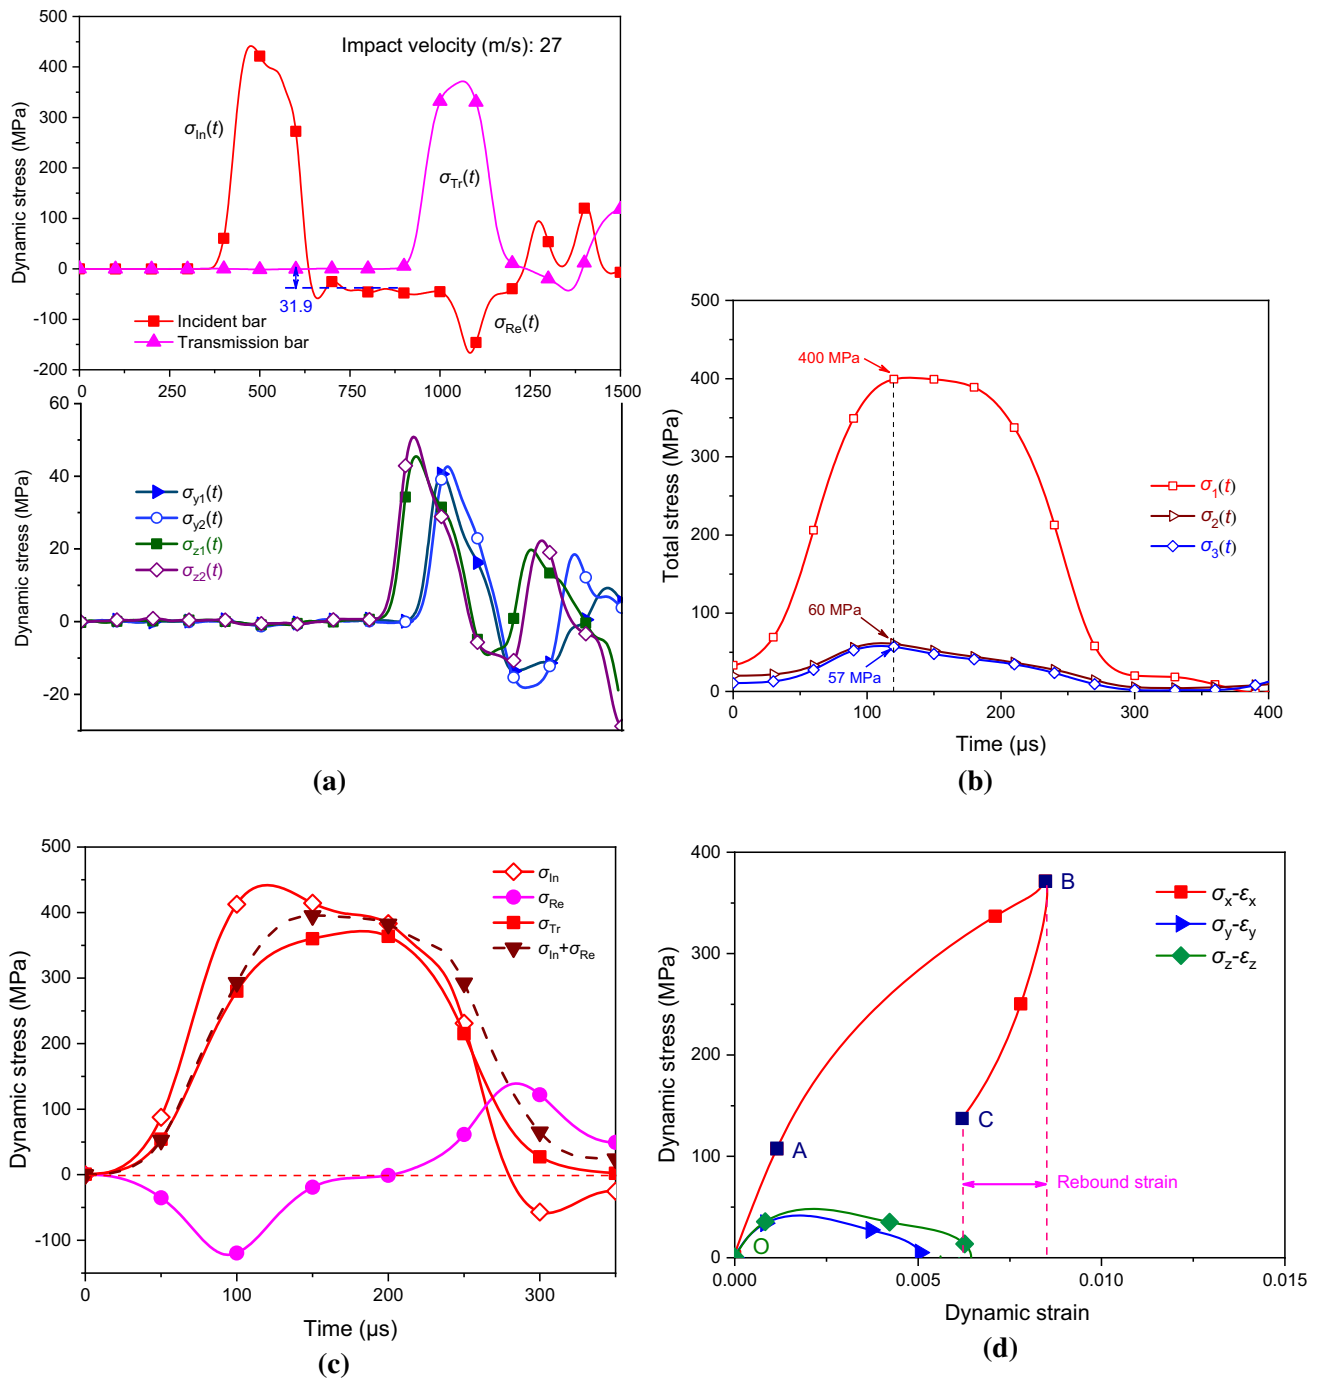 500
400
300
200
100
0
-100
-200
Dynamic stress (MPa)
Impact velocity (m/s): 27
σIn(t)
σTr(t)
σRe(t)
31.9
Incident bar
Transmission bar
0 250 500 750 1000 1250 1500
60
40
20
0
-20
Dynamic stress (MPa)
σy1(t)
σy2(t)
σz1(t)
σz2(t)
(a)
500
400
300
200
100
0
Total stress (MPa)
400 MPa
60 MPa
57 MPa
σ1(t)
σ2(t)
σ3(t)
0 100 200 300 400
Time (µs)
(b)
500
400
300
200
100
0
-100
Dynamic stress (MPa)
σIn
σRe
σTr
σIn+σRe
0 100 200 300
Time (µs)
(c)
400
300
200
100
0
Dynamic stress (MPa)
B
σx-εx
σy-εy
σz-εz
A
C
Rebound strain
O
0.000 0.005 0.010 0.015
Dynamic strain
(d)